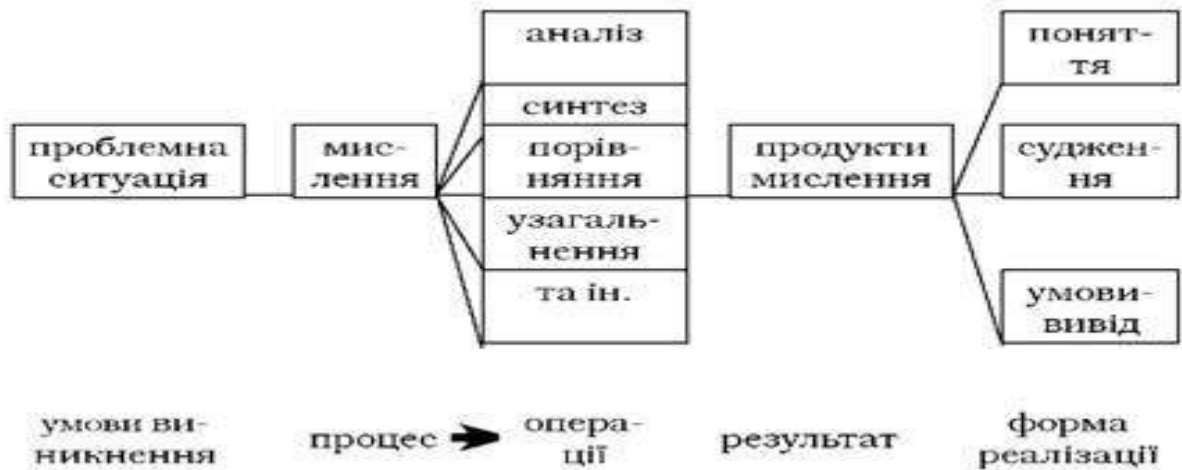 аналіз
синтез
порів-
няння
узагаль-
нення
та ін.
проблемна
ситуація
мис-
лення
продукти
мислення
понят-
тя
суджен-
ня
умови-
вивід
умови ви-
никнення
процес
опера-
ції
результат
форма
реалізації